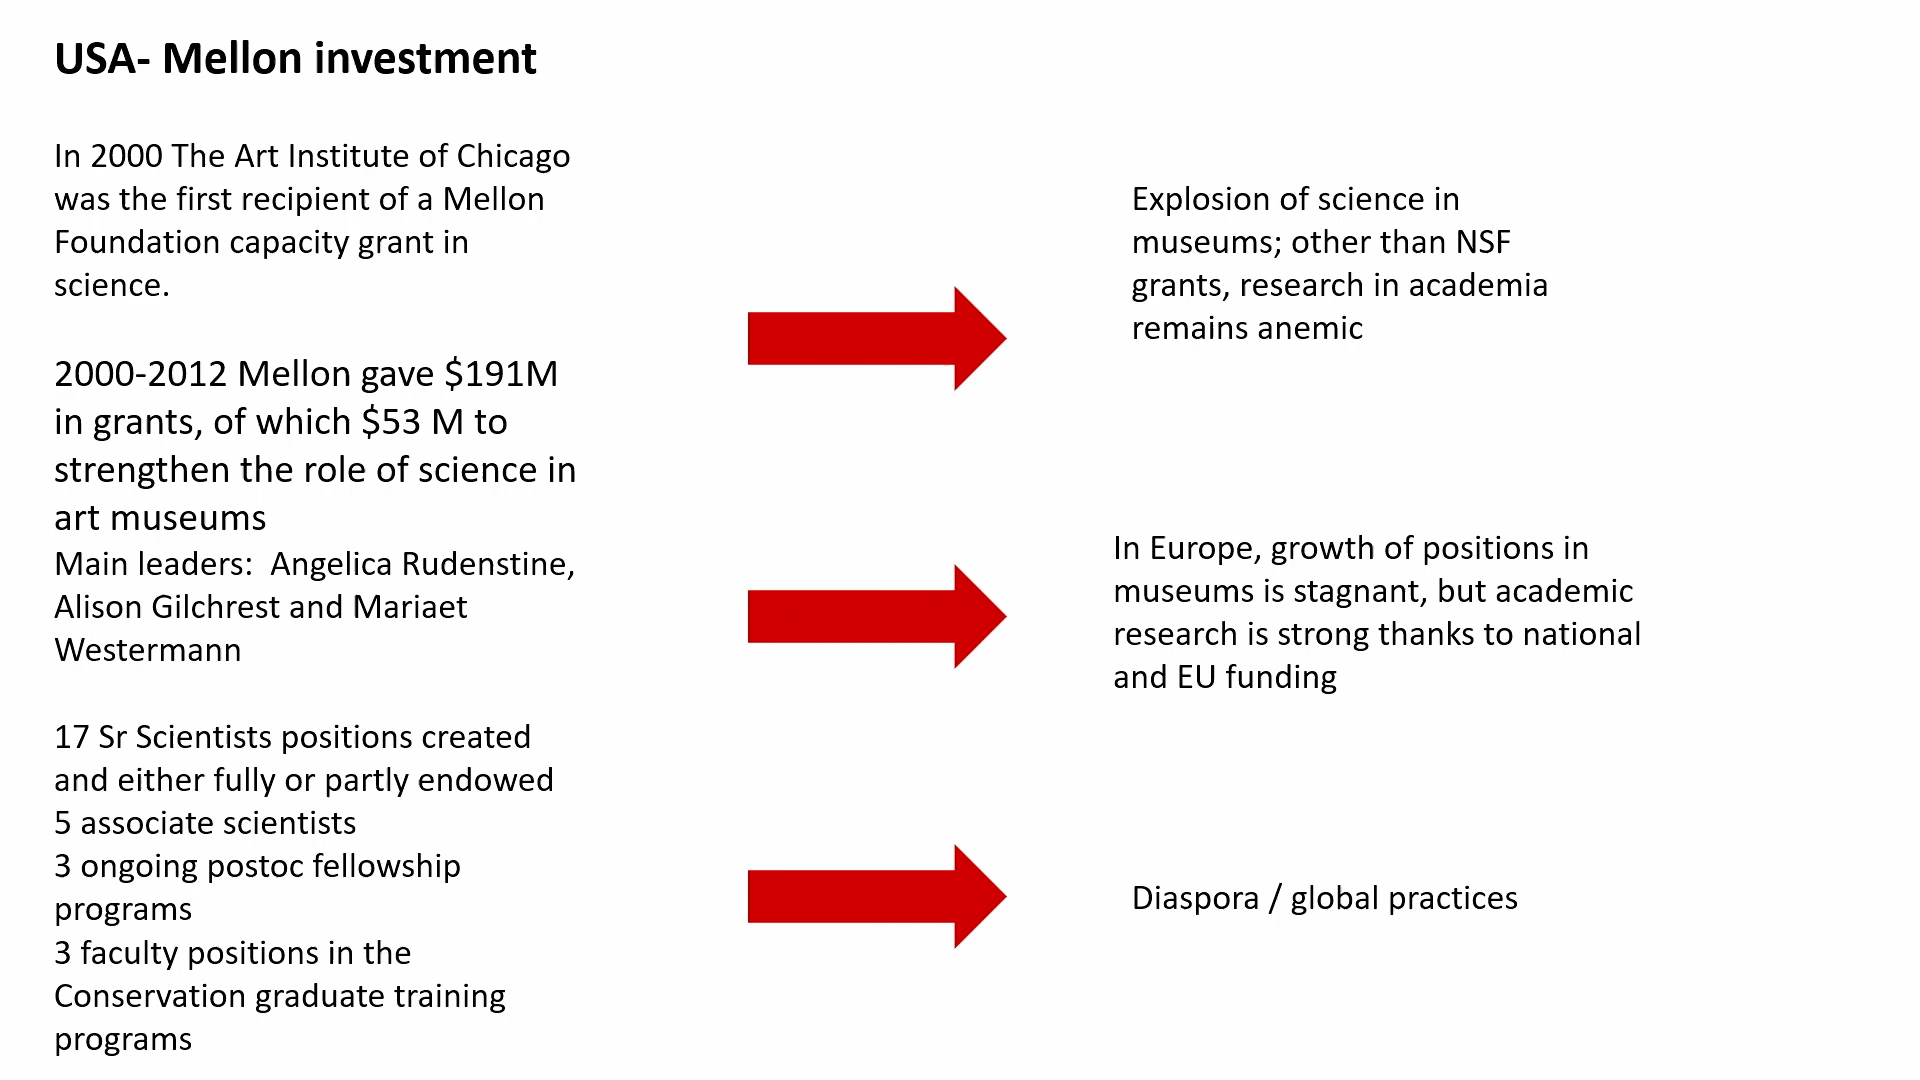 USA- Mellon investment
In 2000 The Art Institute of Chicago
was the first recipient of a Mellon
Foundation capacity grant in
science.
2000-2012 Mellon gave $191M
in grants, of which $53 M to
strengthen the role of science in
art museums
Main leaders:  Angelica Rudenstine,
Alison Gilchrest and Mariaet
Westermann
17 Sr Scientists positions created
and either fully or partly endowed
5 associate scientists
3 ongoing postoc fellowship
programs
3 faculty positions in the
Conservation graduate training
programs
Explosion of science in
museums; other than NSF
grants, research in academia
remains anemic
In Europe, growth of positions in
museums is stagnant, but academic
research is strong thanks to national
and EU funding
Diaspora / global practices